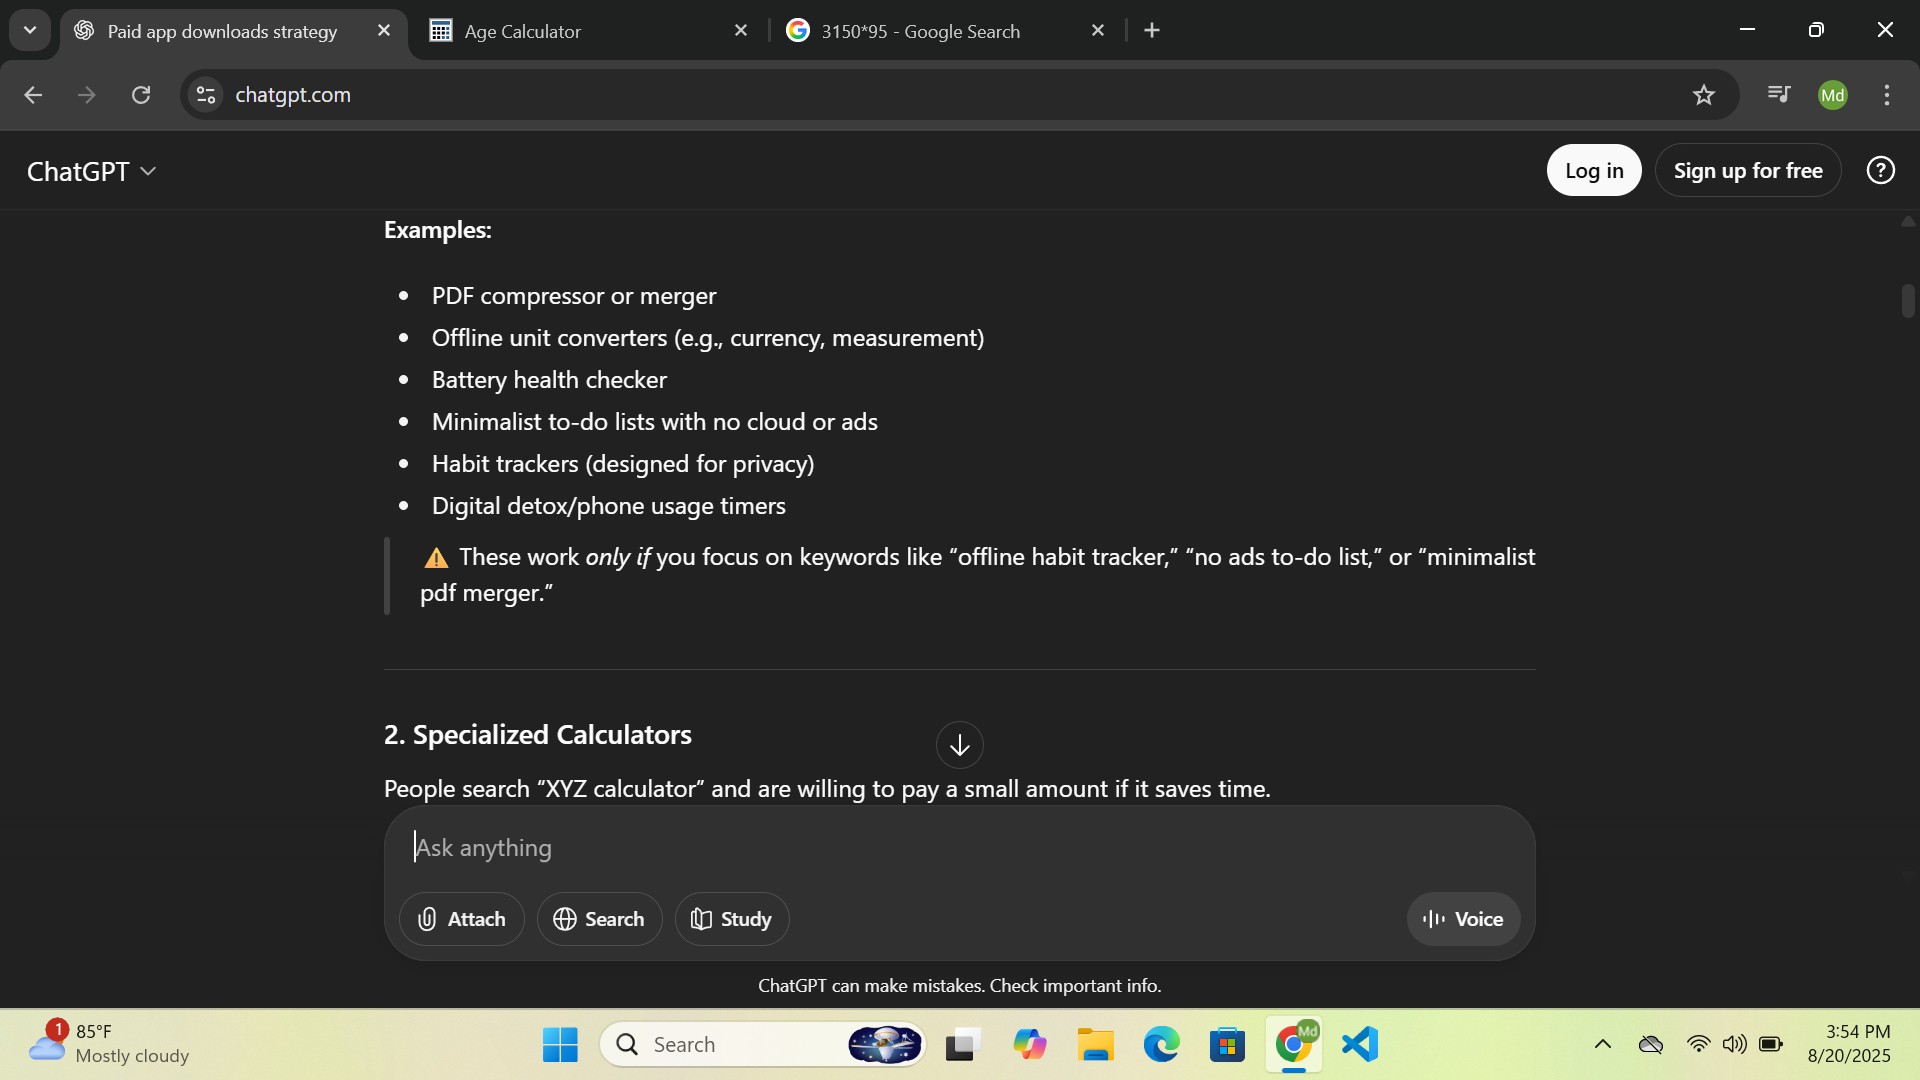 Paid app downloads strategy
Age Calculator
3150*95 - Google Search
chatgpt.com
Md
ChatGPT
Log in
Sign up for free
Examples:
PDF compressor or merger
Offline unit converters (e.g., currency, measurement)
Battery health checker
Minimalist to-do lists with no cloud or ads
Habit trackers (designed for privacy)
Digital detox/phone usage timers
⚠️ These work only if you focus on keywords like “offline habit tracker,” “no ads to-do list,” or “minimalist
pdf merger.”
2. Specialized Calculators
People search “XYZ calculator” and are willing to pay a small amount if it saves time.
Ask anything
Attach
Search
Study
Voice
ChatGPT can make mistakes. Check important info.
1
85°F
Mostly cloudy
Search
Md
3:54 PM
8/20/2025